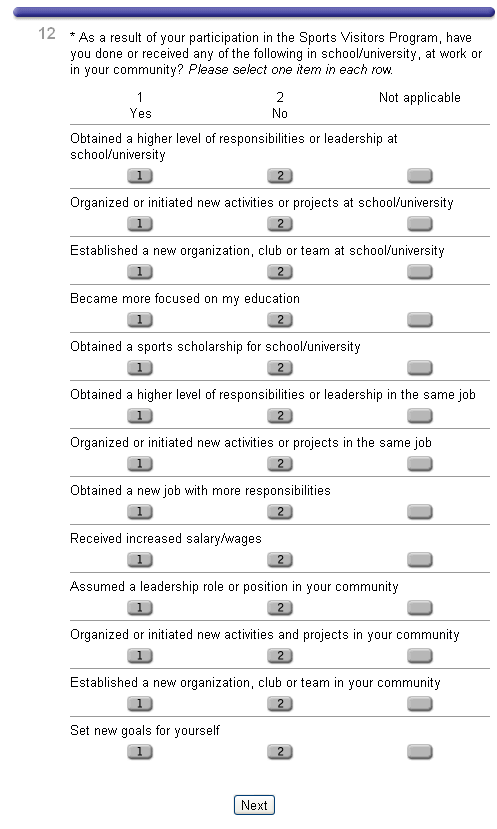 12 * As a result of your participation in the Sports Visitors Program, have
you done or received any of the following in school/university, at work or
in your community? Please select one item in each row.
1 2 Not applicable
Yes No
Obtained a higher level of responsibilities or leadership at
school/university
1 2
Organized or initiated new activities or projects at school/university
1 2
Established a new organization, club or team at school/university
1 2
Became more focused on my education
1 2
Obtained a sports scholarship for school/university
1 2
Obtained a higher level of responsibilities or leadership in the same job
1 2
Organized or initiated new activities or projects in the same job
1 2
Obtained a new job with more responsibilities
1 2
Received increased salary/wages
1 2
Assumed a leadership role or position in your community
1 2
Organized or initiated new activities and projects in your community
1 2
Established a new organization, club or team in your community
1 2
Set new goals for yourself
1 2
Next